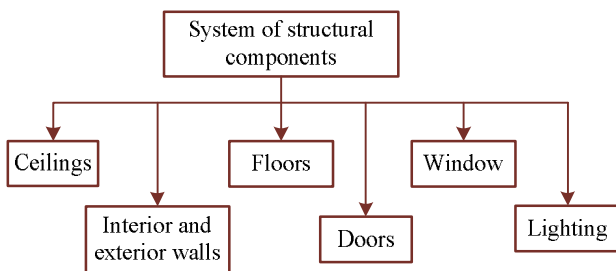 System of structural
components
Ceilings
Floors
Window
Interior and
exterior walls
Doors
Lighting